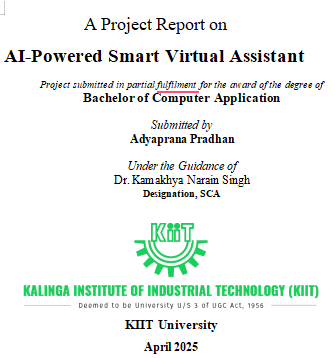 A Project Report on
AI-Powered Smart Virtual Assistant
Project submitted in partial fulfilment for the award of the degree of
Bachelor of Computer Application
Submitted by
Adyaprana Pradhan
Under the Guidance of
Dr. Kamakhya Narain Singh
Designation, SCA
KIIT
KALINGA INSTITUTE OF INDUSTRIAL TECHNOLOGY (KIIT)
Deemed to be University U/S 3 of UGC Act, 1956
KIIT University
April 2025